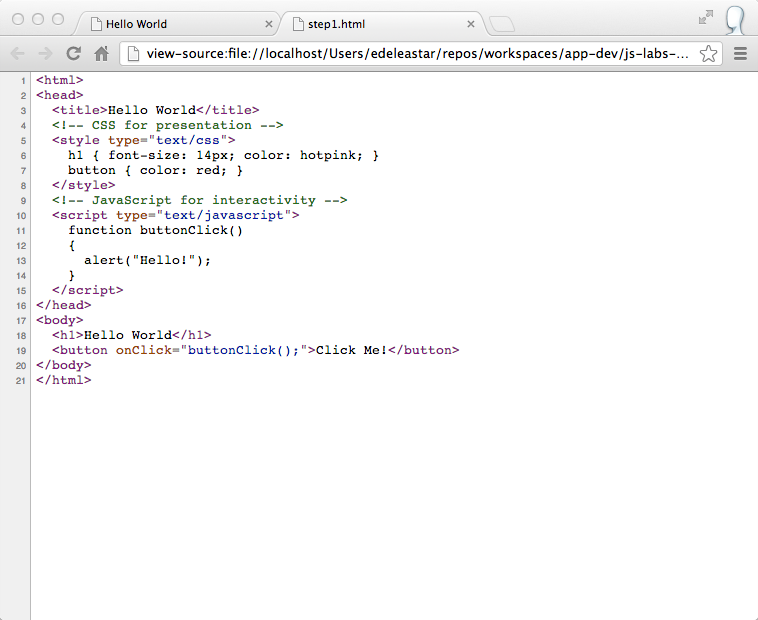 Hello World
step1.html
view-source:file://localhost/Users/edeleastar/repos/workspaces/app-dev/js-labs-...
1 <html>
2 <head>
3   <title>Hello World</title>
4   <!-- CSS for presentation -->
5   <style type="text/css">
6     h1 { font-size: 14px; color: hotpink; }
7     button { color: red; }
8   </style>
9   <!-- JavaScript for interactivity -->
10   <script type="text/javascript">
11     function buttonClick()
12     {
13       alert("Hello!");
14     }
15   </script>
16 </head>
17 <body>
18   <h1>Hello World</h1>
19   <button onClick="buttonClick();">Click Me!</button>
20 </body>
21 </html>